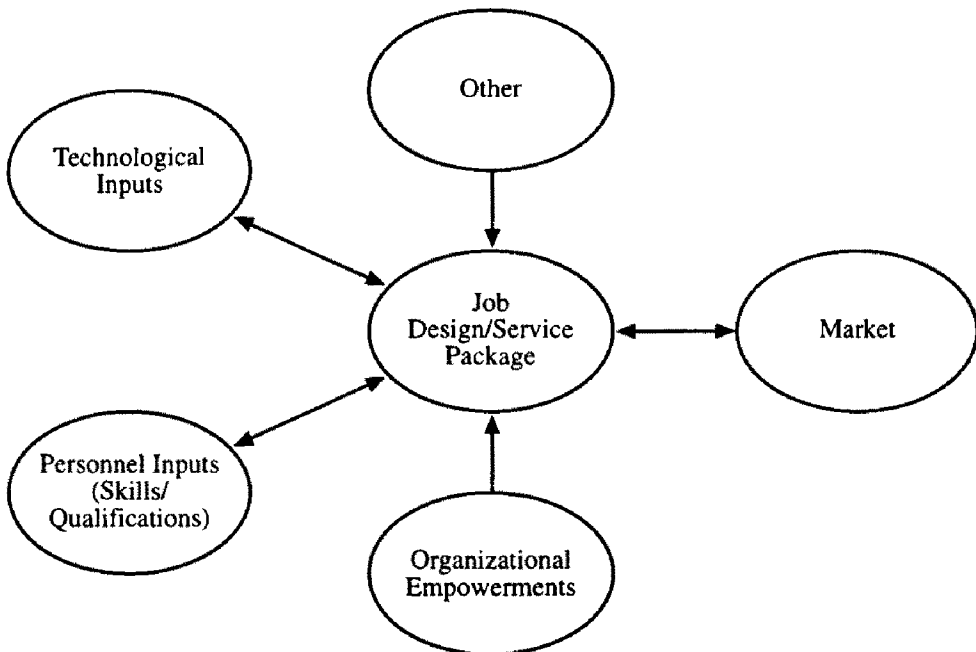 Other
Technological
Inputs
Job
Design/Service
Package
Market
Personnel Inputs
(Skills/
Qualifications)
Organizational
Empowerments